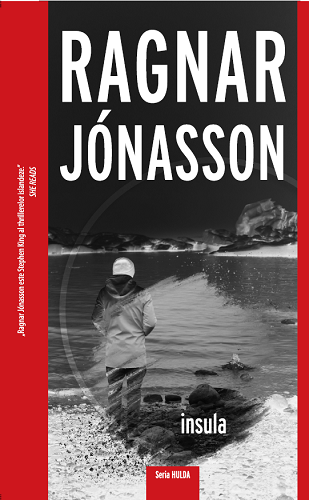 RAGNAR
JÓNASSON
„Ragnar Jónasson este Stephen King al thrillerelor islandeze.”
SHE READS
insula
Seria HULDA